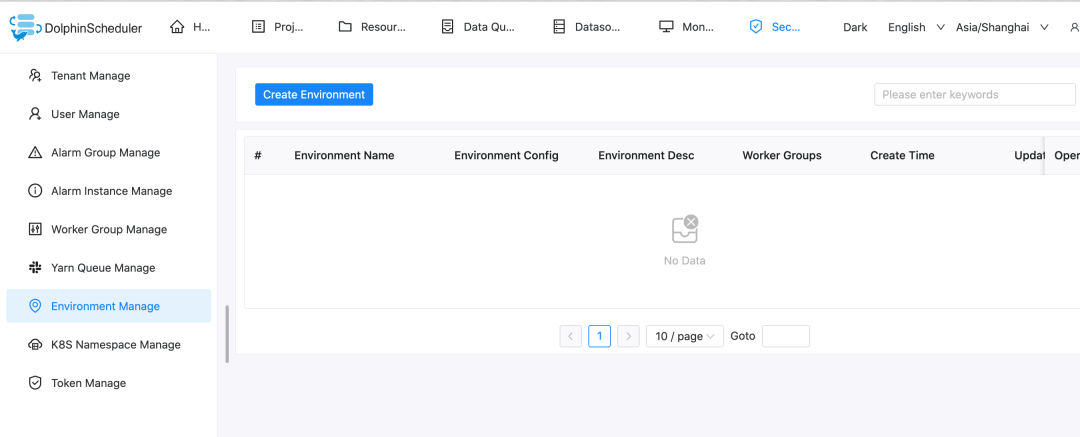 DolphinScheduler H... Proj... Resour... Data Qu... Dataso... Mon... Sec... Dark English Asia/Shanghai
Tenant Manage
User Manage
Alarm Group Manage
Alarm Instance Manage
Worker Group Manage
Yarn Queue Manage
Environment Manage
K8S Namespace Manage
Token Manage
Create Environment Please enter keywords
# Environment Name Environment Config Environment Desc Worker Groups Create Time Updat Oper
No Data
1 10 / page Goto